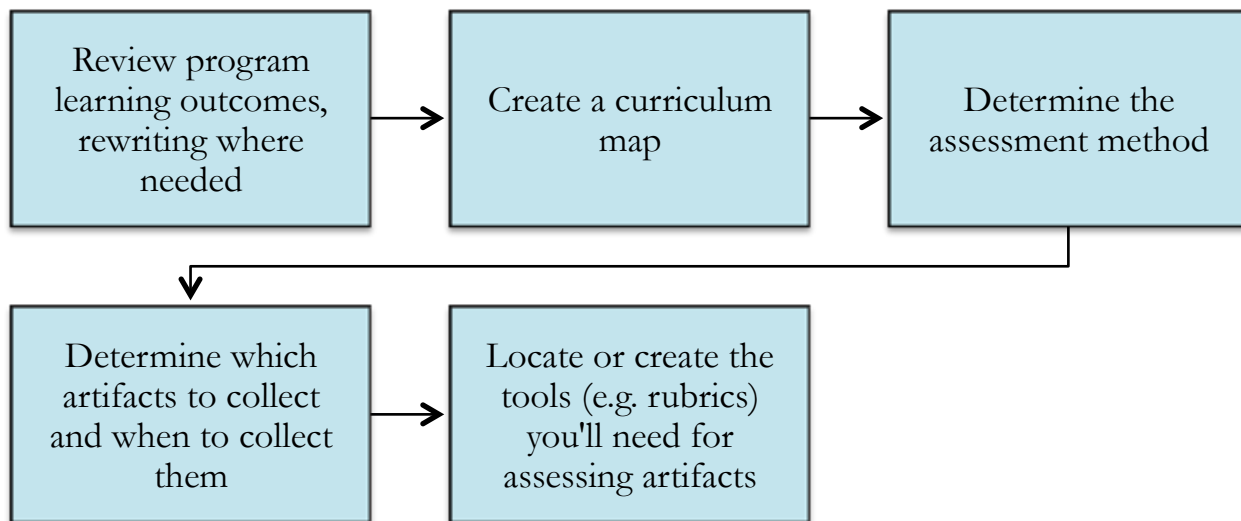 Review program
learning outcomes,
rewriting where
needed
Create a curriculum
map
Determine the
assessment method
Determine which
artifacts to collect
and when to collect
them
Locate or create the
tools (e.g. rubrics)
you'll need for
assessing artifacts